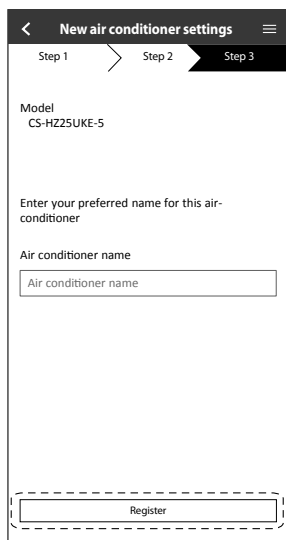 New air conditioner settings
Step 1 Step 2 Step 3
Model
CS-HZ25UKE-5
Enter your preferred name for this air-
conditioner
Air conditioner name
Air conditioner name
Register